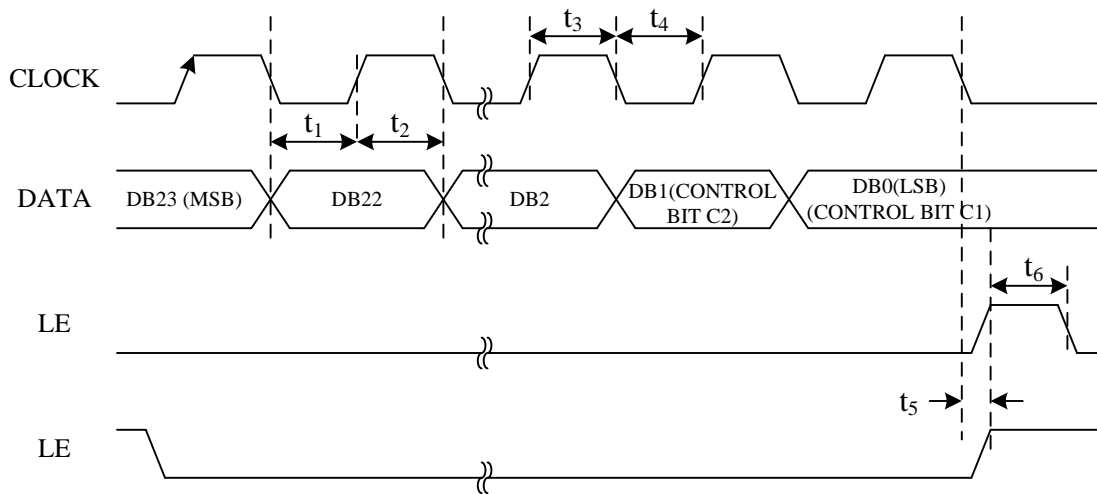 t3
t4
CLOCK
t1
t2
DATA
DB23 (MSB)
DB22
DB2
DB1(CONTROL
BIT C2)
DB0(LSB)
(CONTROL BIT C1)
t6
LE
t5
LE